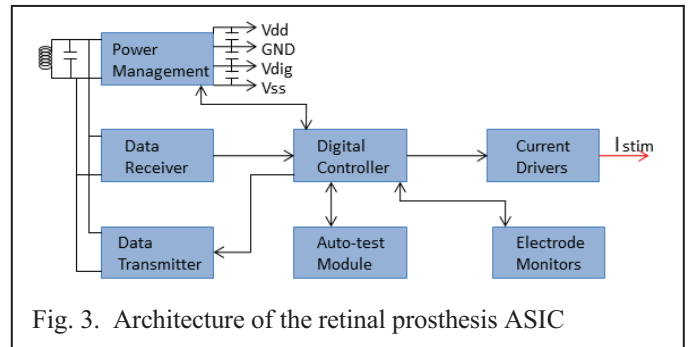 Power
Management
Vdd
GND
Vdig
Vss
Data
Receiver
Digital
Controller
Current
Drivers
I stim
Data
Transmitter
Auto-test
Module
Electrode
Monitors
Fig. 3. Architecture of the retinal prosthesis ASIC